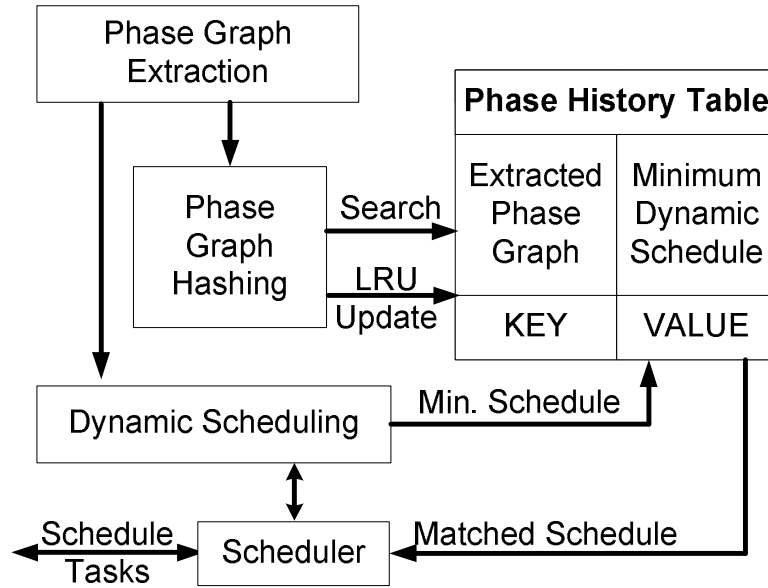 Phase Graph
Extraction
Phase History Table
Extracted
Phase
Graph
Minimum
Dynamic
Schedule
KEY
VALUE
Phase
Graph
Hashing
Search
LRU
Update
Dynamic Scheduling
Min. Schedule
Schedule
Tasks
Scheduler
Matched Schedule